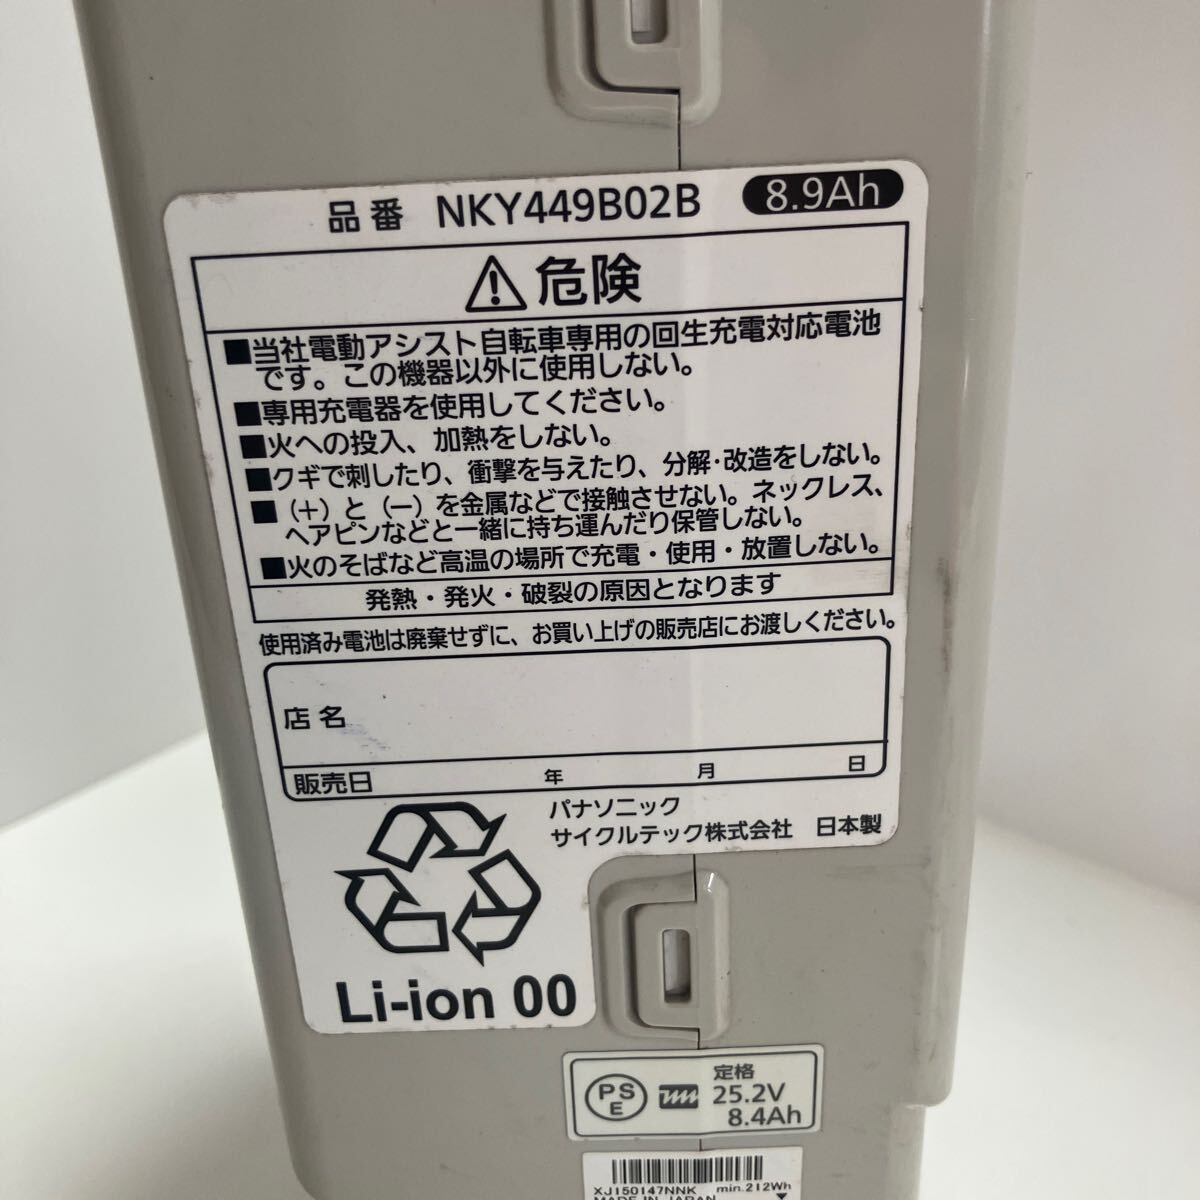 品番 NKY449B02B 8.9Ah
危険
■当社電動アシスト自転車専用の回生充電対応電池
です。この機器以外に使用しない。
■専用充電器を使用してください。
■火への投入、加熱をしない。
■クギで刺したり、衝撃を与えたり、分解・改造をしない。
■（+）と（−）を金属などで接触させない。ネックレス、
ヘアピンなどと一緒に持ち運んだり保管しない。
■火のそばなど高温の場所で充電・使用・放置しない。
発熱・発火・破裂の原因となります
使用済み電池は廃棄せずに、お買い上げの販売店にお渡しください。
店名
販売日 年 月 日
パナソニック
サイクルテック株式会社 日本製
Li-ion 00
PS
E
定格
25.2V
8.4Ah
XJ150147NNK min.212Wh
MADE IN JAPAN